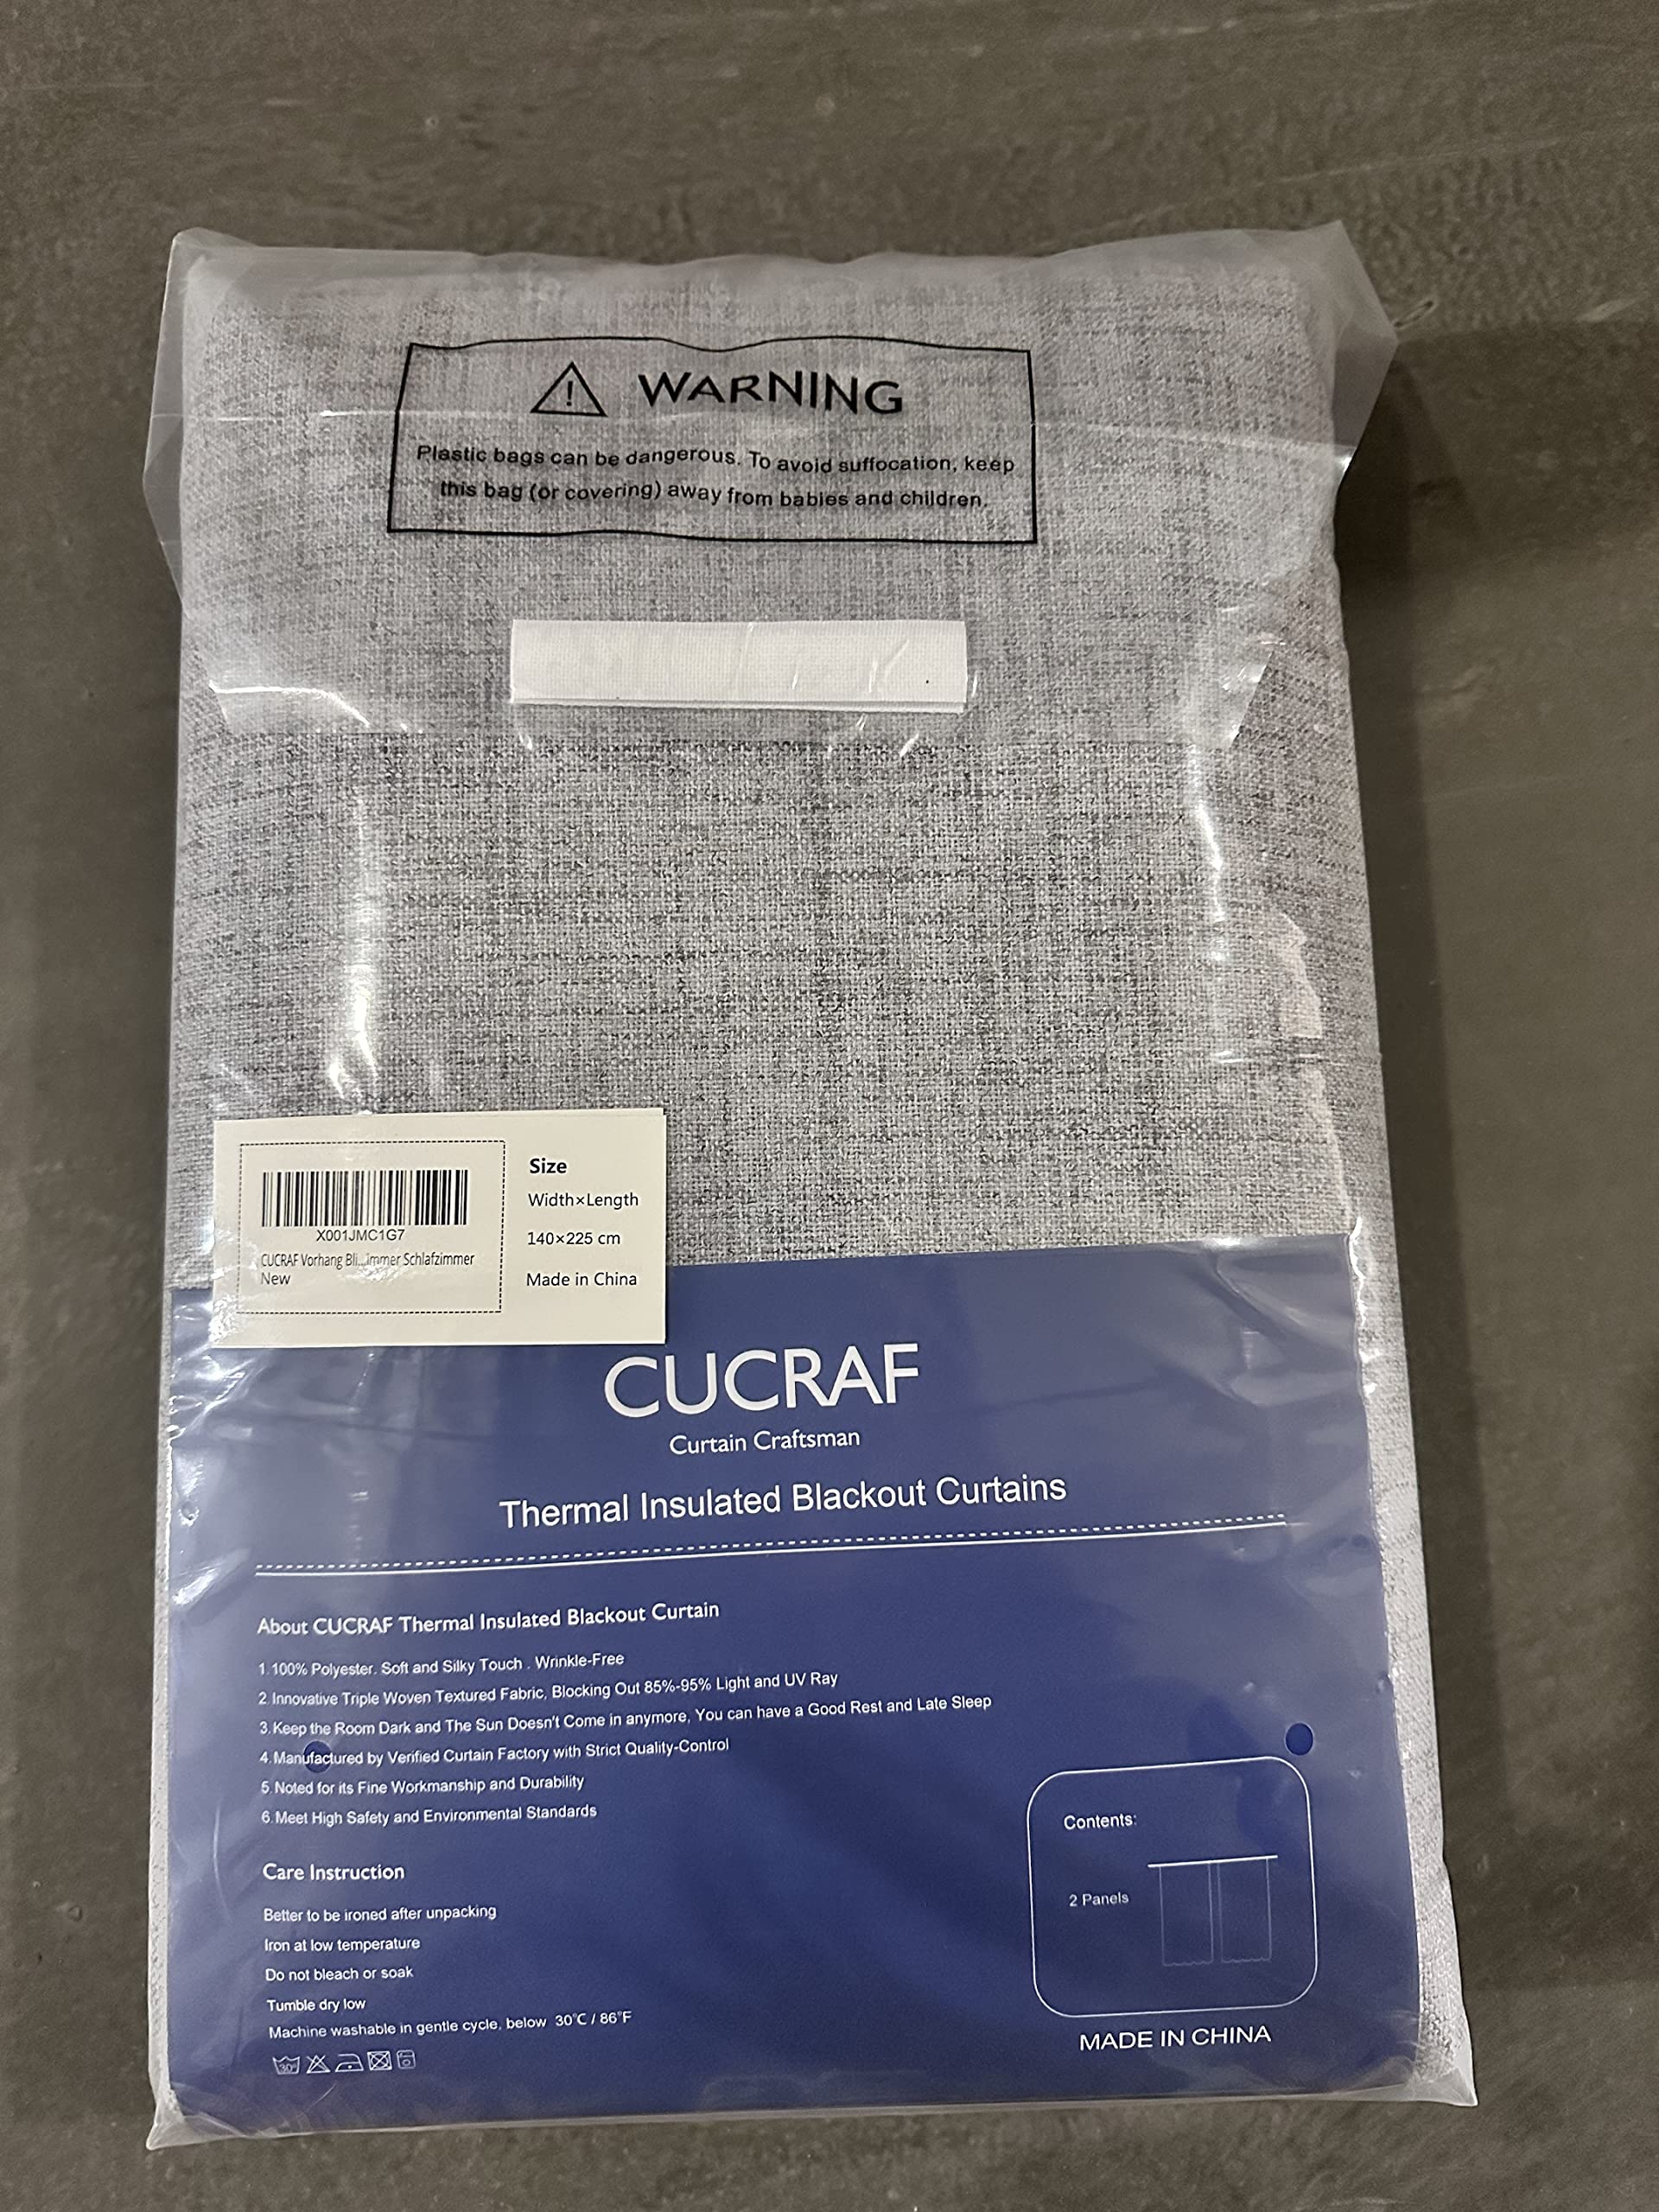 WARNING
Plastic bags can be dangerous. To avoid suffocation, keep
this bag (or covering) away from babies and children.
X001JMC1G7
CUCRAF Vorhang Bli...immer Schlafzimmer
New
Size
Width×Length
140×225 cm
Made in China
CUCRAF
Curtain Craftsman
Thermal Insulated Blackout Curtains
About CUCRAF Thermal Insulated Blackout Curtain
1.100% Polyester. Soft and Silky Touch . Wrinkle-Free
2.Innovative Triple Woven Textured Fabric, Blocking Out 85%-95% Light and UV Ray
3.Keep the Room Dark and The Sun Doesn't Come in anymore, You can have a Good Rest and Late Sleep
4.Manufactured by Verified Curtain Factory with Strict Quality-Control
5.Noted for its Fine Workmanship and Durability
6.Meet High Safety and Environmental Standards
Care Instruction
Better to be ironed after unpacking
Iron at low temperature
Do not bleach or soak
Tumble dry low
Machine washable in gentle cycle, below 30°C / 86°F
30°
Contents:
2 Panels
MADE IN CHINA